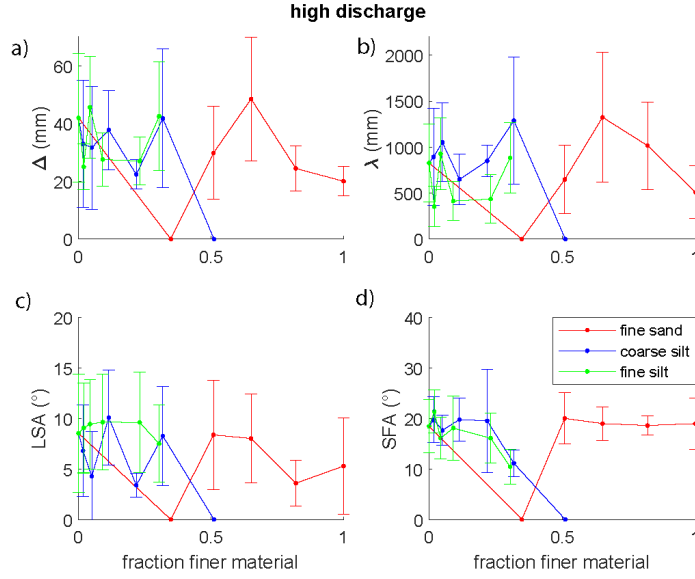 high discharge
a)
b)
60
40
20
0
Δ (mm)
0
0.5
1
2000
1500
1000
500
0
λ (mm)
0
0.5
1
c)
d)
20
15
10
5
0
LSA (°)
0
0.5
1
fraction finer material
40
30
20
10
0
SFA (°)
0
0.5
1
fraction finer material
fine sand
coarse silt
fine silt